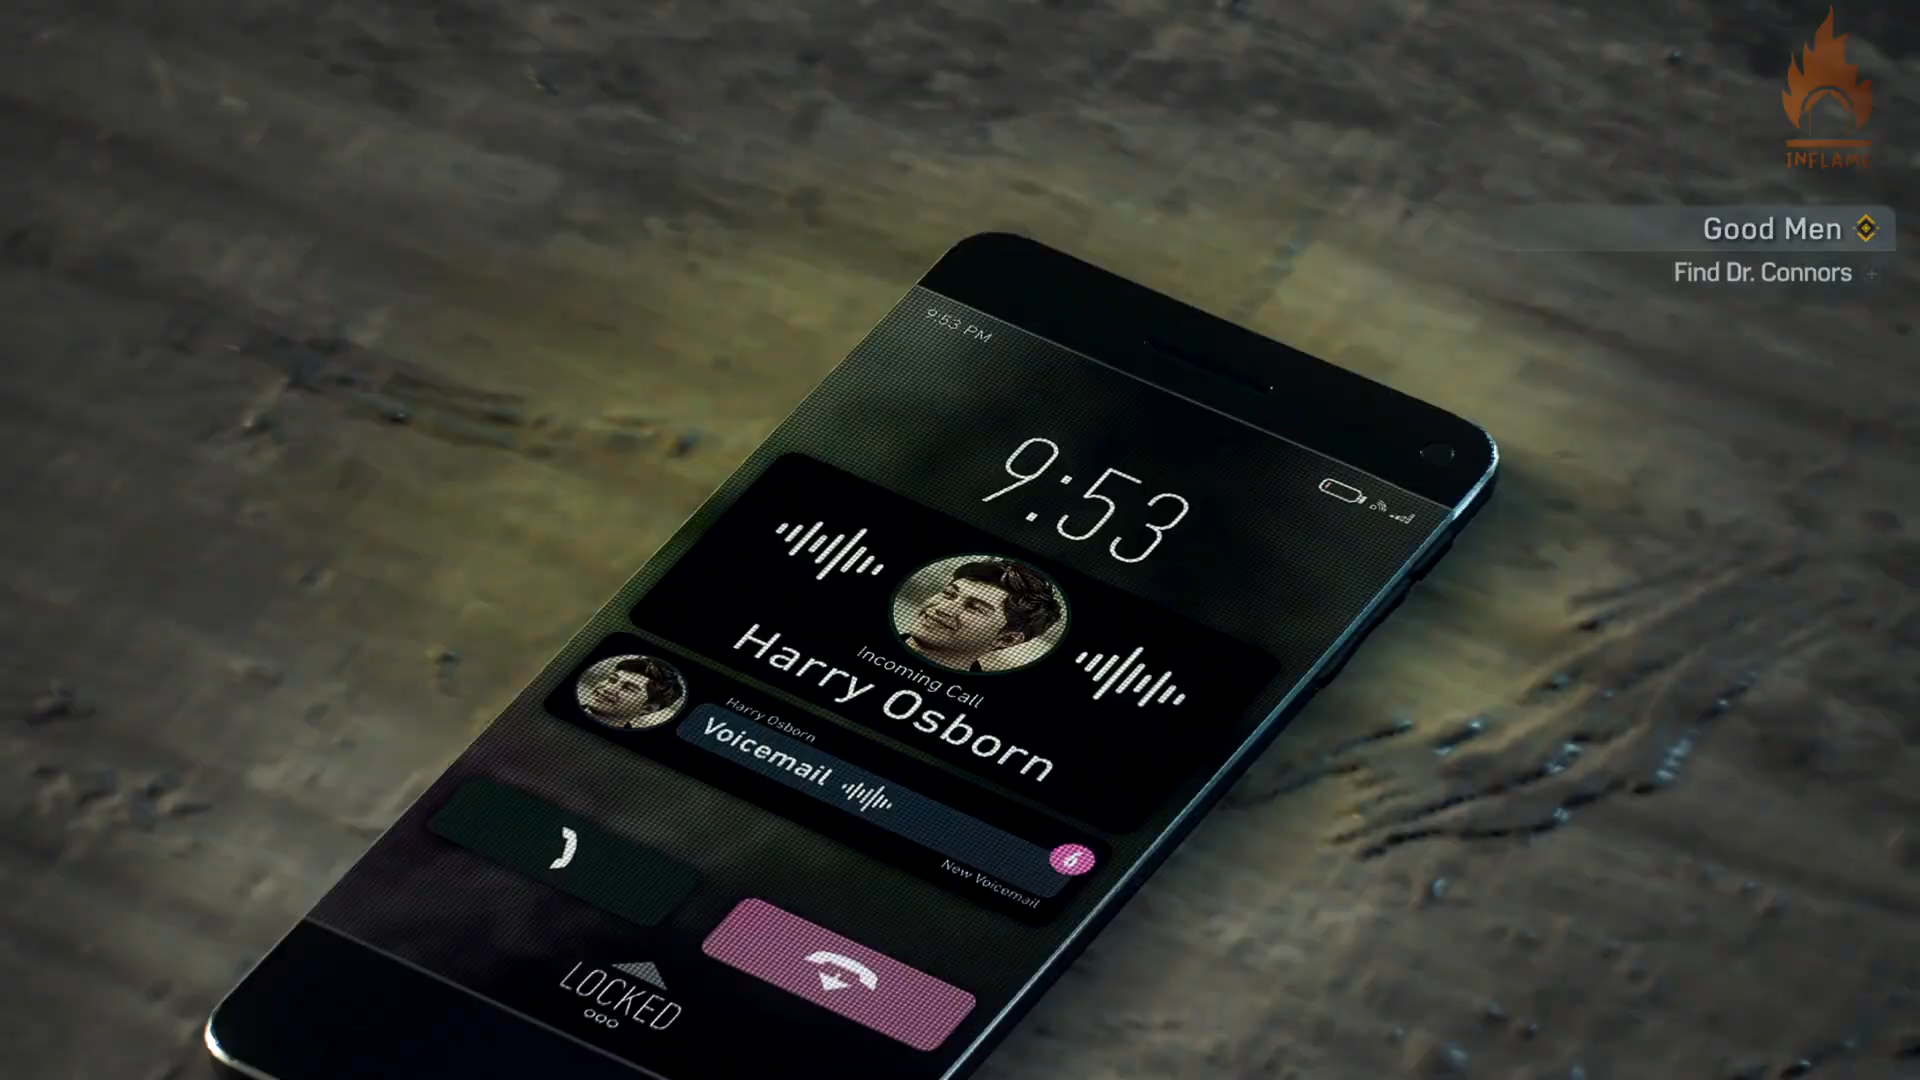 INFLAME
Good Men
Find Dr. Connors
9:53 PM
9:53
Incoming Call
Harry Osborn
Harry Osborn
Voicemail
6
New Voicemail
LOCKED